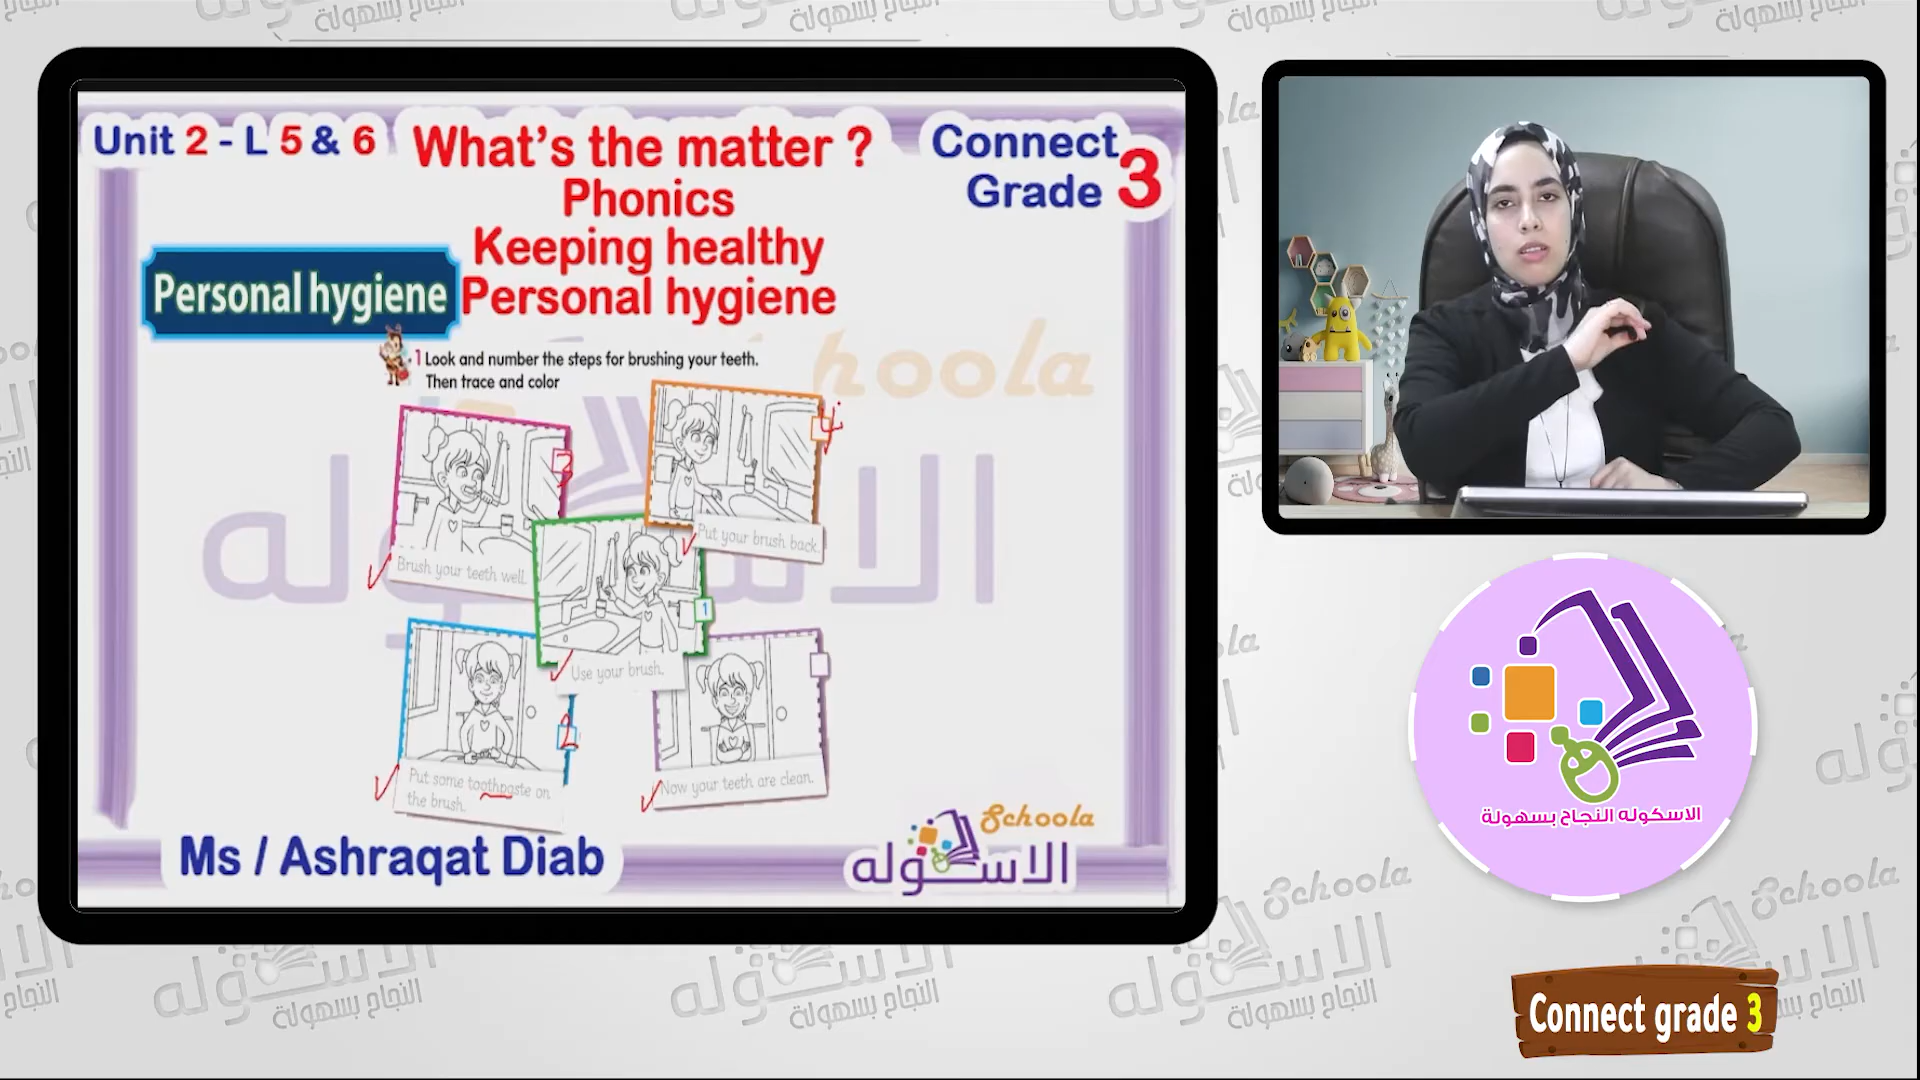 Unit 2 - L 5 & 6
What's the matter ?
Phonics
Keeping healthy
Personal hygiene
Connect
Grade 3
Personal hygiene
1 Look and number the steps for brushing your teeth.
Then trace and color
3
Brush your teeth well.
4
Put your brush back.
1
Use your brush.
2
Put some toothpaste on
the brush.
Now your teeth are clean.
Ms / Ashraqat Diab
Schoola
الاسكوله
الاسكوله النجاح بسهولة
Connect grade 3